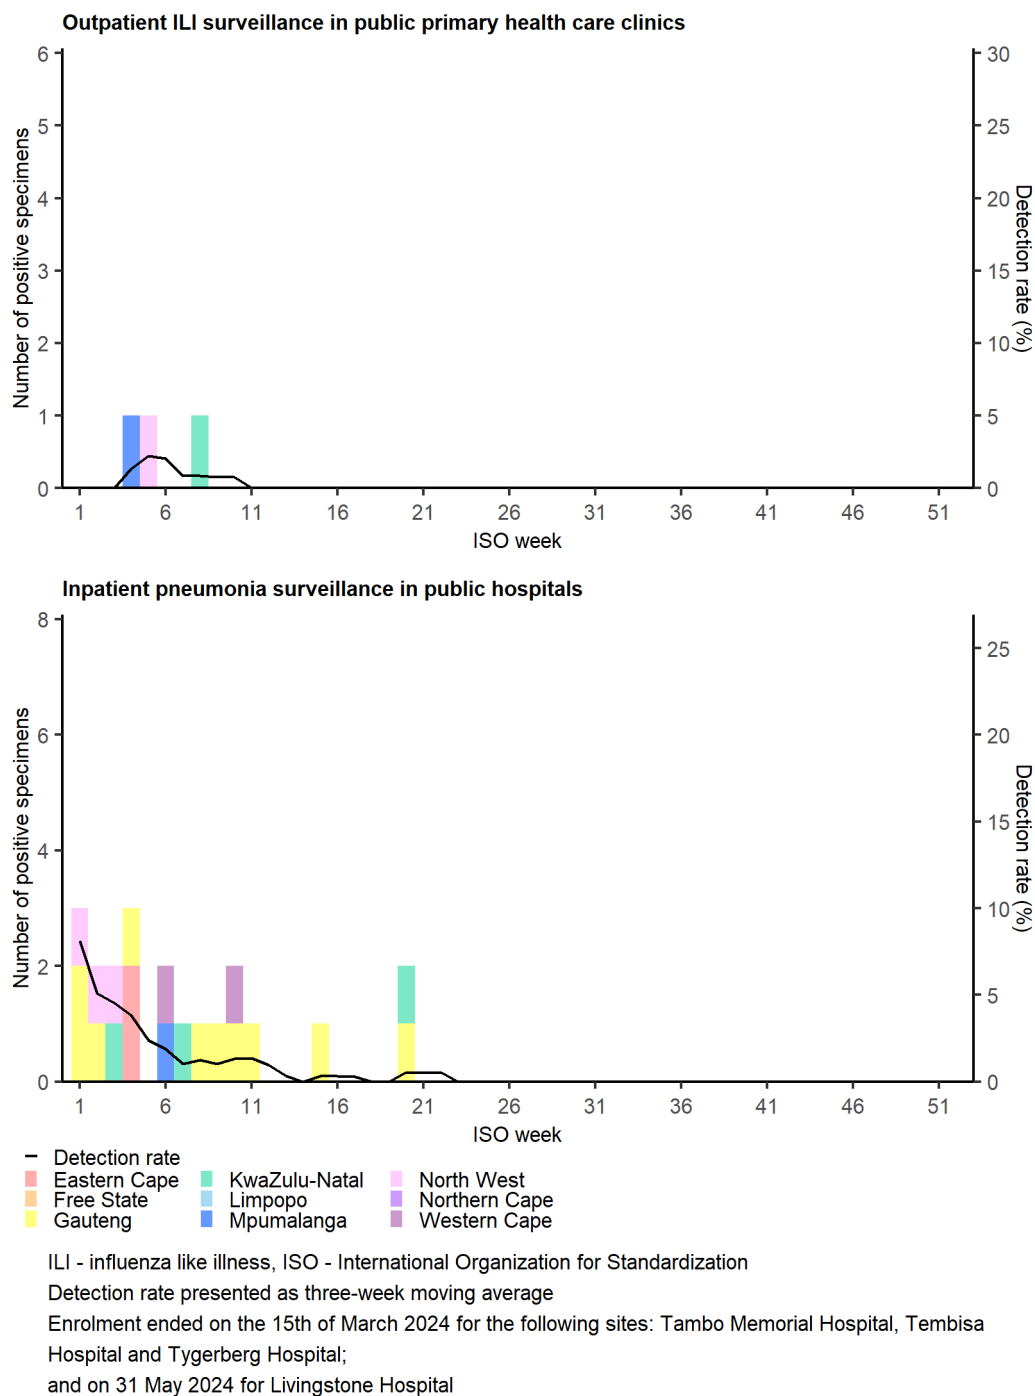 Outpatient ILI surveillance in public primary health care clinics
6
5
4
3
2
1
0
Number of positive specimens
30
25
20
15
10
5
0
Detection rate (%)
1 6 11 16 21 26 31 36 41 46 51
ISO week
Inpatient pneumonia surveillance in public hospitals
8
6
4
2
0
Number of positive specimens
25
20
15
10
5
0
Detection rate (%)
1 6 11 16 21 26 31 36 41 46 51
ISO week
Detection rate
Eastern Cape KwaZulu-Natal North West
Free State Limpopo Northern Cape
Gauteng Mpumalanga Western Cape
ILI - influenza like illness, ISO - International Organization for Standardization
Detection rate presented as three-week moving average
Enrolment ended on the 15th of March 2024 for the following sites: Tambo Memorial Hospital, Tembisa
Hospital and Tygerberg Hospital;
and on 31 May 2024 for Livingstone Hospital